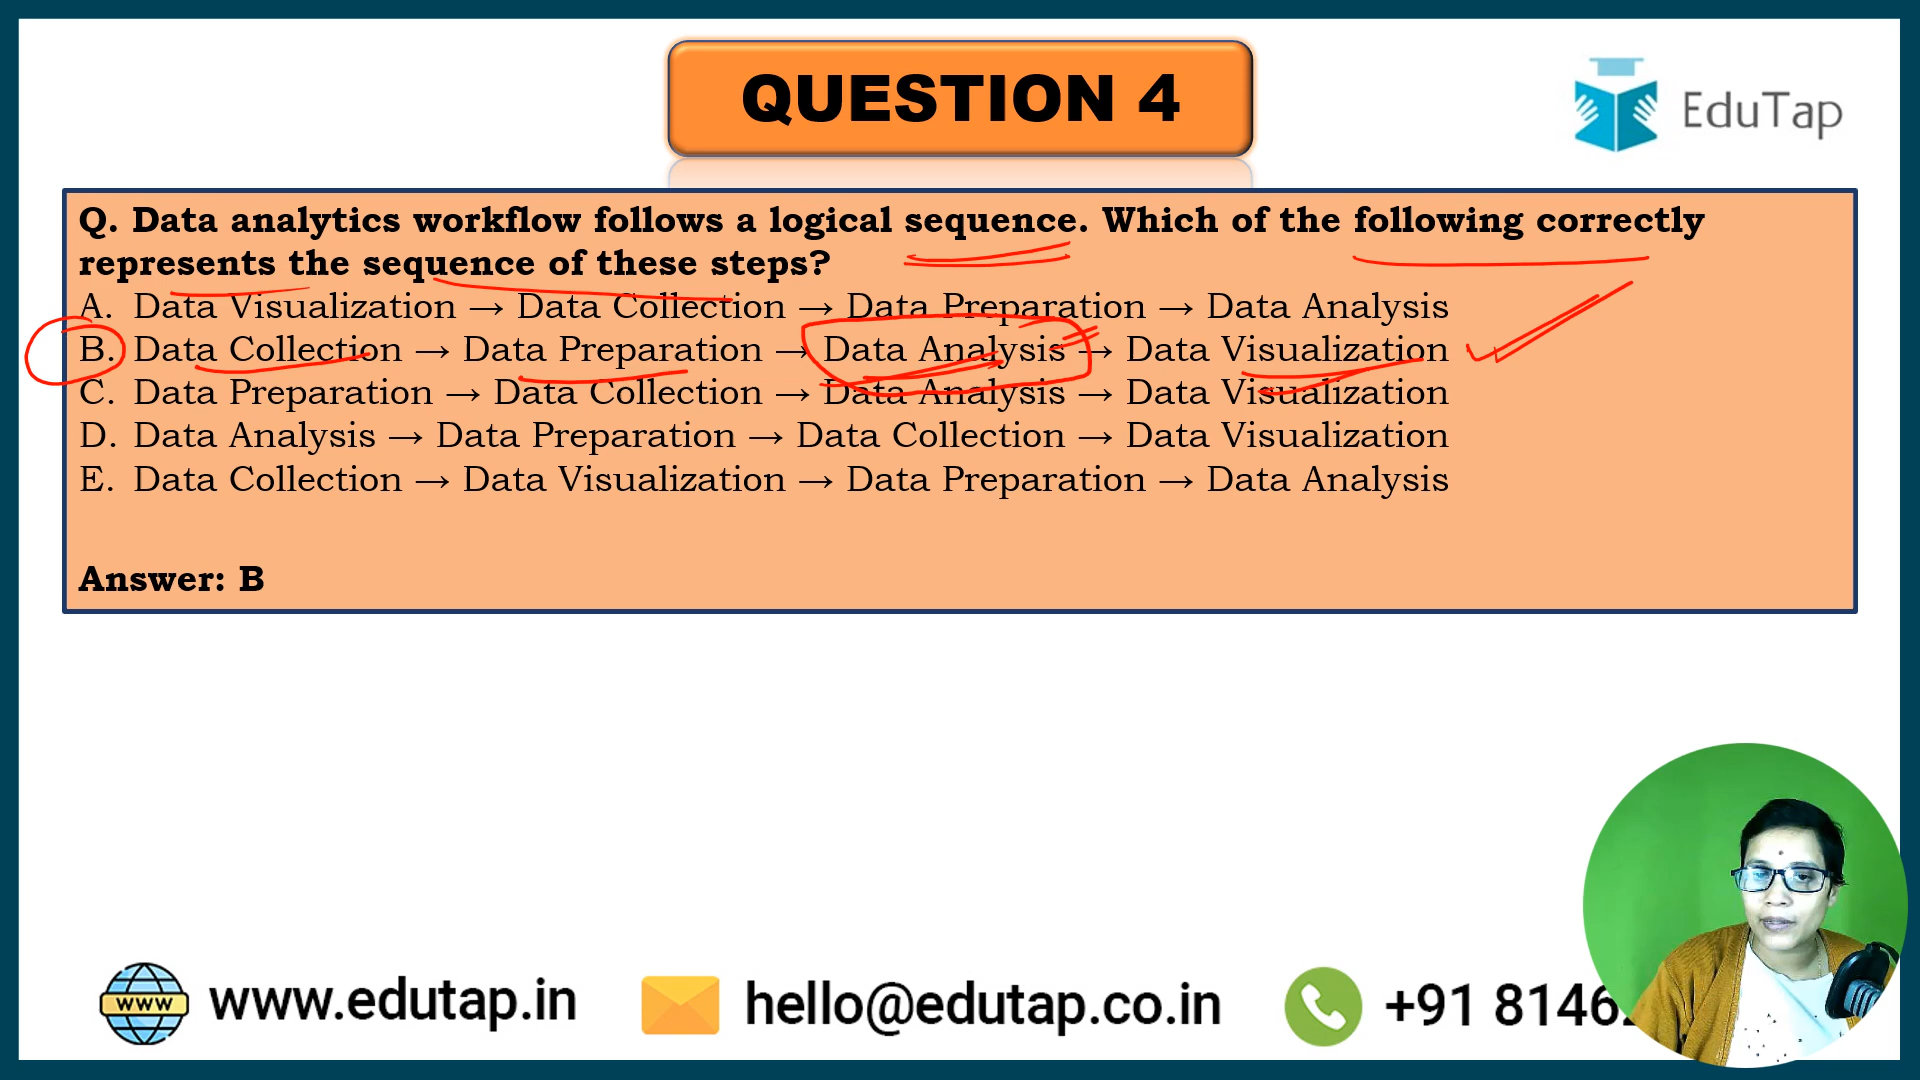 QUESTION 4
EduTap
Q. Data analytics workflow follows a logical sequence. Which of the following correctly
represents the sequence of these steps?
A. Data Visualization → Data Collection → Data Preparation → Data Analysis
B. Data Collection → Data Preparation → Data Analysis → Data Visualization
C. Data Preparation → Data Collection → Data Analysis → Data Visualization
D. Data Analysis → Data Preparation → Data Collection → Data Visualization
E. Data Collection → Data Visualization → Data Preparation → Data Analysis
Answer: B
www www.edutap.in hello@edutap.co.in +91 8146